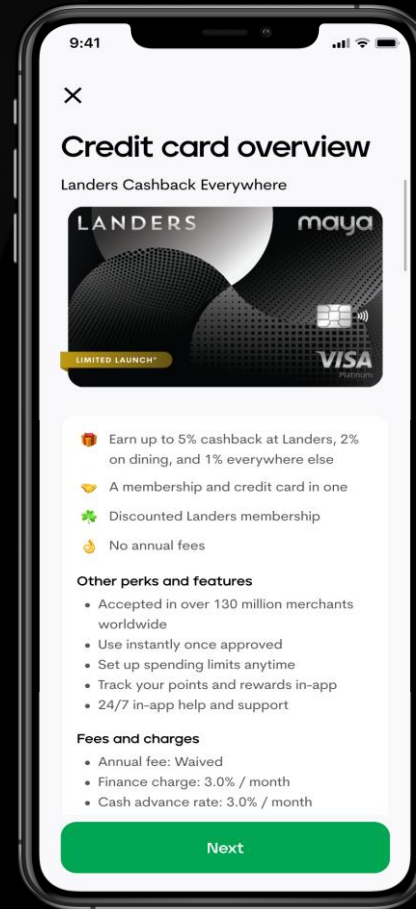 9:41
Credit card overview
Landers Cashback Everywhere
LANDERS maya
LIMITED LAUNCH*
VISA
Platinum
Earn up to 5% cashback at Landers, 2%
on dining, and 1% everywhere else
A membership and credit card in one
Discounted Landers membership
No annual fees
Other perks and features
• Accepted in over 130 million merchants
worldwide
• Use instantly once approved
• Set up spending limits anytime
• Track your points and rewards in-app
• 24/7 in-app help and support
Fees and charges
• Annual fee: Waived
• Finance charge: 3.0% / month
• Cash advance rate: 3.0% / month
Next